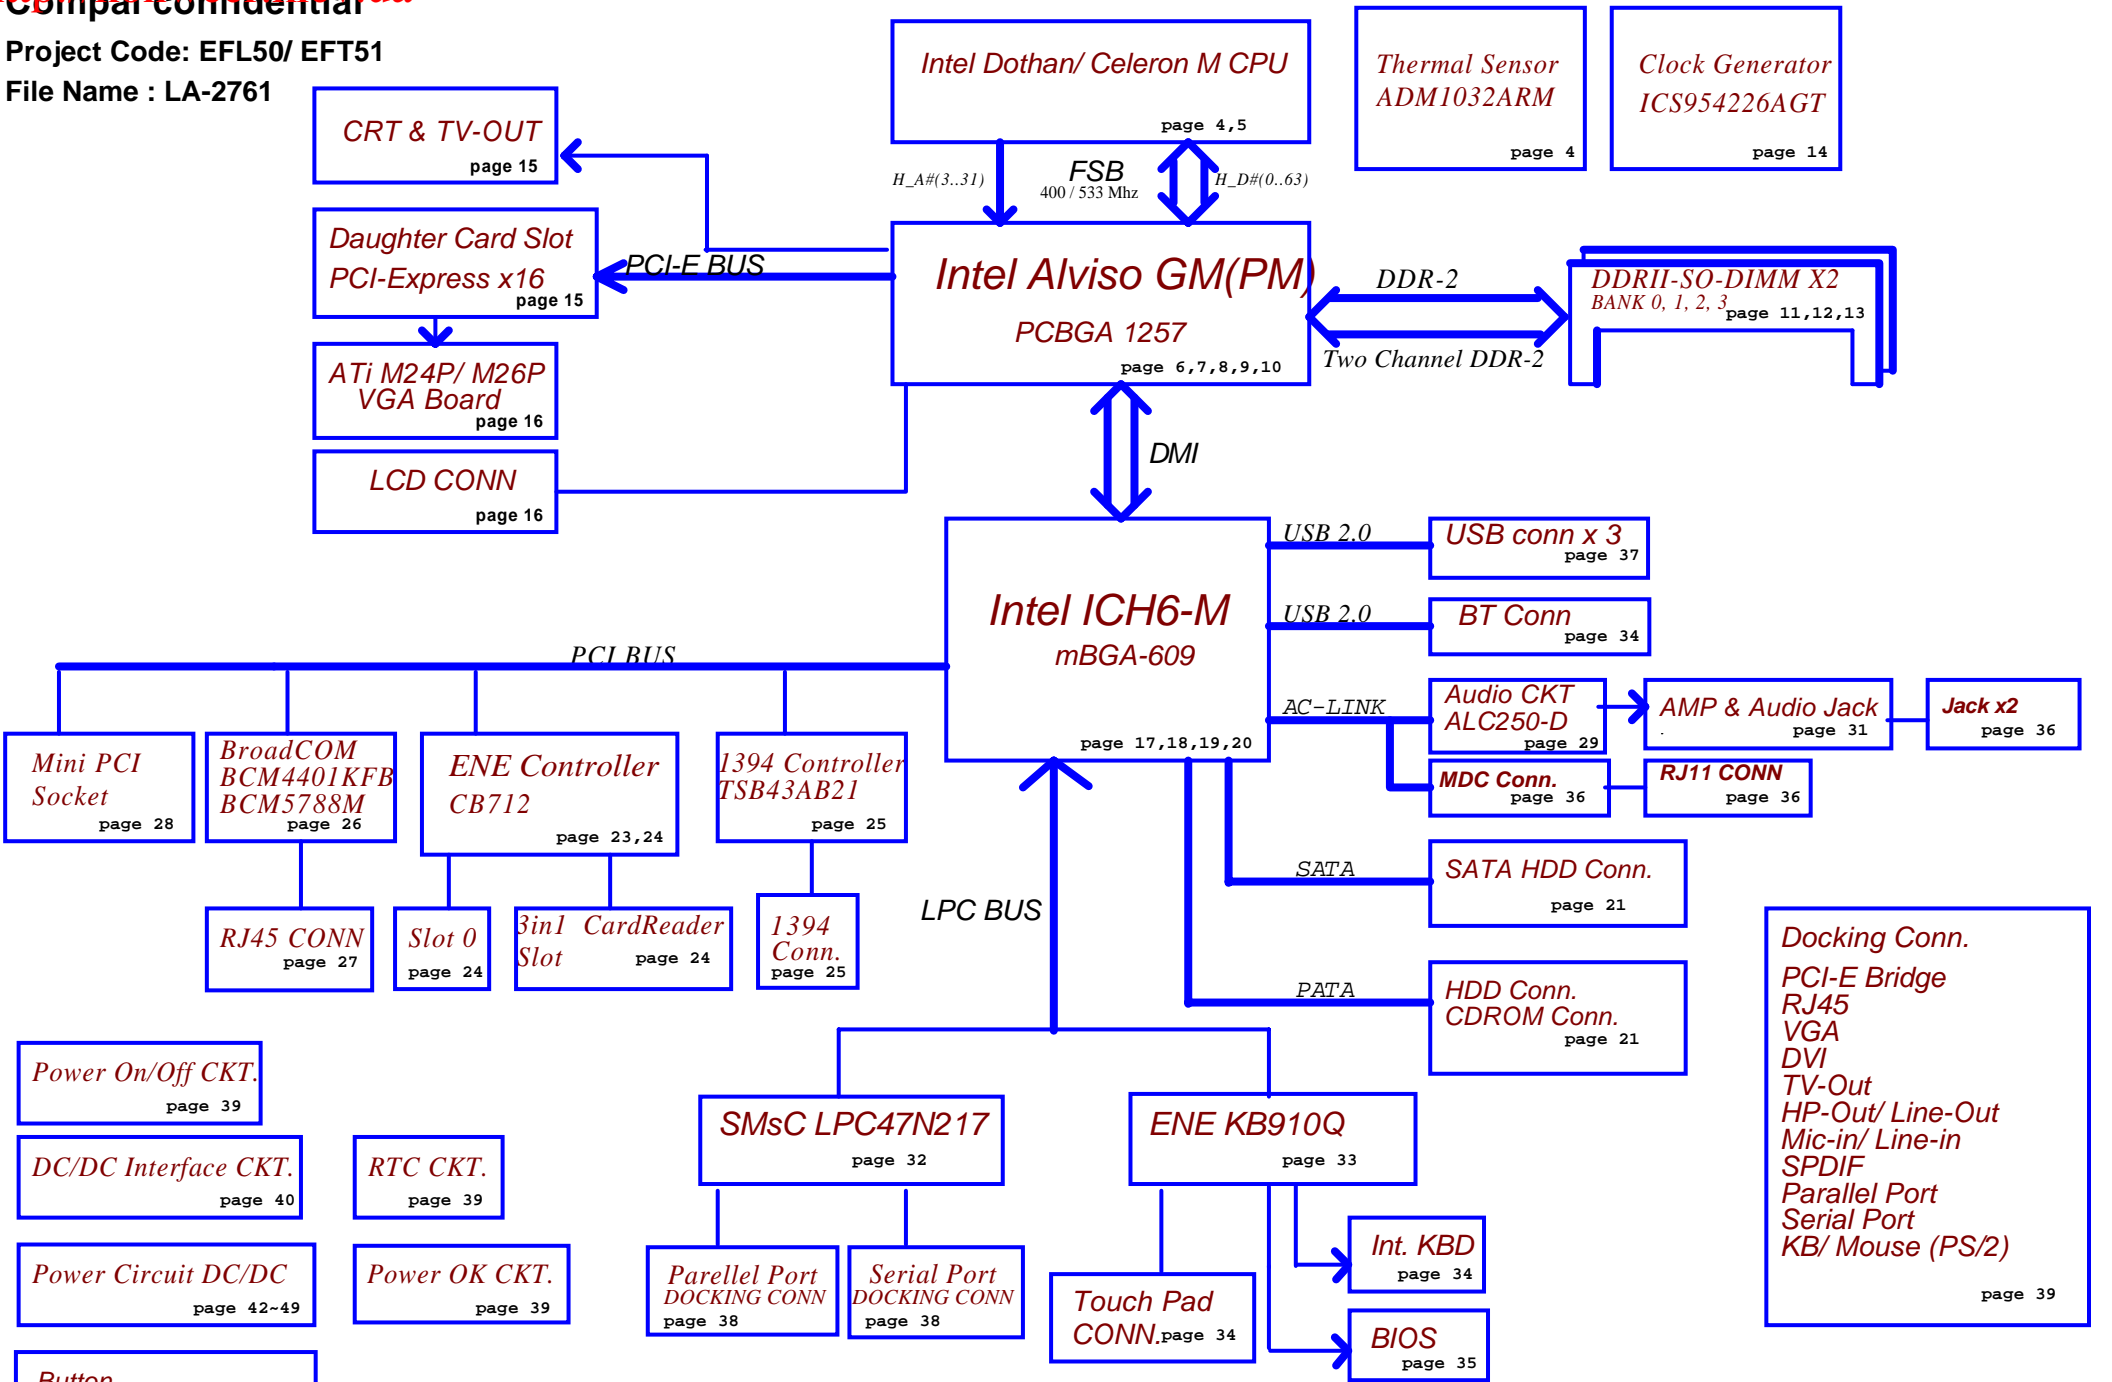 Compal confidential
Project Code: EFL50/ EFT51
File Name : LA-2761
Intel Dothan/ Celeron M CPU
page 4,5
Thermal Sensor
ADM1032ARM
page 4
Clock Generator
ICS954226AGT
page 14
CRT & TV-OUT
page 15
H_A#(3..31)
FSB
400 / 533 Mhz
H_D#(0..63)
Daughter Card Slot
PCI-Express x16
page 15
PCI-E BUS
Intel Alviso GM(PM)
PCBGA 1257
page 6,7,8,9,10
DDR-2
Two Channel DDR-2
DDRII-SO-DIMM X2
BANK 0, 1, 2, 3
page 11,12,13
ATi M24P/ M26P
VGA Board
page 16
LCD CONN
page 16
DMI
Intel ICH6-M
mBGA-609
page 17,18,19,20
USB 2.0
USB conn x 3
page 37
USB 2.0
BT Conn
page 34
AC-LINK
Audio CKT
ALC250-D
page 29
AMP & Audio Jack
.
page 31
Jack x2
page 36
MDC Conn.
page 36
RJ11 CONN
page 36
PCI BUS
Mini PCI
Socket
page 28
BroadCOM
BCM4401KFB
BCM5788M
page 26
ENE Controller
CB712
page 23,24
1394 Controller
TSB43AB21
page 25
RJ45 CONN
page 27
Slot 0
page 24
3in1 CardReader
Slot
page 24
1394
Conn.
page 25
LPC BUS
SATA
SATA HDD Conn.
page 21
PATA
HDD Conn.
CDROM Conn.
page 21
Docking Conn.
PCI-E Bridge
RJ45
VGA
DVI
TV-Out
HP-Out/ Line-Out
Mic-in/ Line-in
SPDIF
Parallel Port
Serial Port
KB/ Mouse (PS/2)
page 39
Power On/Off CKT.
page 39
DC/DC Interface CKT.
page 40
RTC CKT.
page 39
Power Circuit DC/DC
page 42~49
Power OK CKT.
page 39
SMsC LPC47N217
page 32
ENE KB910Q
page 33
Parellel Port
DOCKING CONN
page 38
Serial Port
DOCKING CONN
page 38
Touch Pad
CONN.
page 34
Int. KBD
page 34
BIOS
page 35
Button